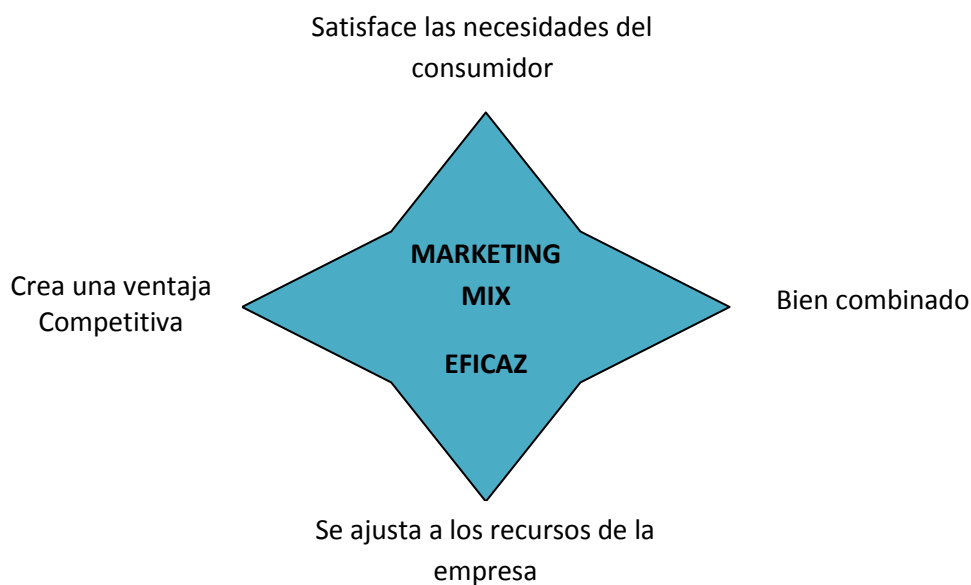 Satisface las necesidades del
consumidor
MARKETING
MIX
EFICAZ
Crea una ventaja
Competitiva
Bien combinado
Se ajusta a los recursos de la
empresa